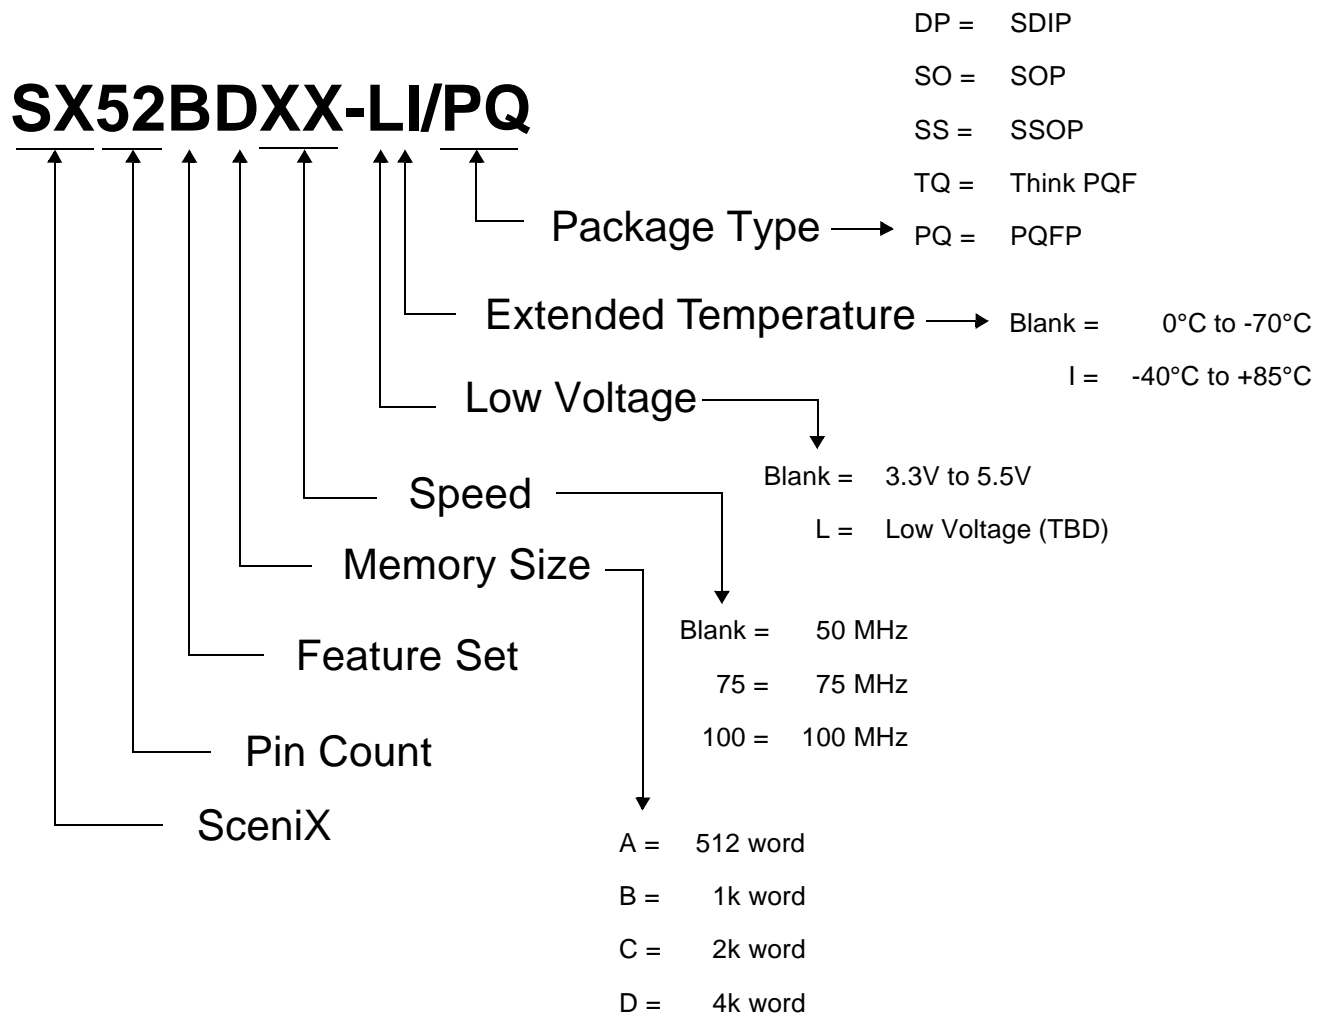 DP = SDIP
SO = SOP
SX52BDXX-LI/PQ
SS = SSOP
TQ = Think PQF
Package Type
PQ = PQFP
Extended Temperature
Blank = 0°C to -70°C
I = -40°C to +85°C
Low Voltage
Blank = 3.3V to 5.5V
L = Low Voltage (TBD)
Speed
Blank = 50 MHz
75 = 75 MHz
100 = 100 MHz
Memory Size
A = 512 word
B = 1k word
C = 2k word
D = 4k word
Feature Set
Pin Count
SceniX